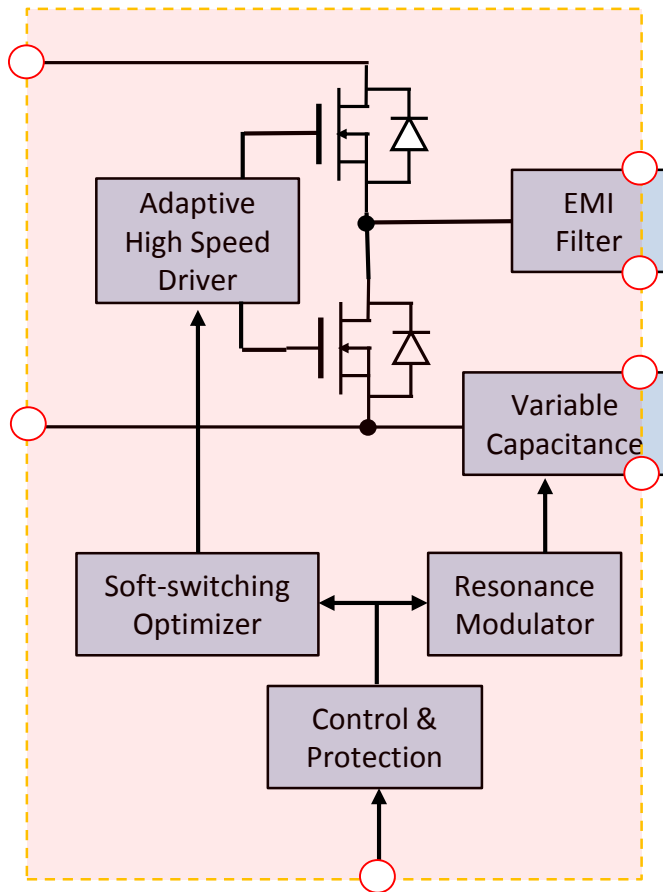 Adaptive
High Speed
Driver
EMI
Filter
Variable
Capacitance
Soft-switching
Optimizer
Resonance
Modulator
Control &
Protection